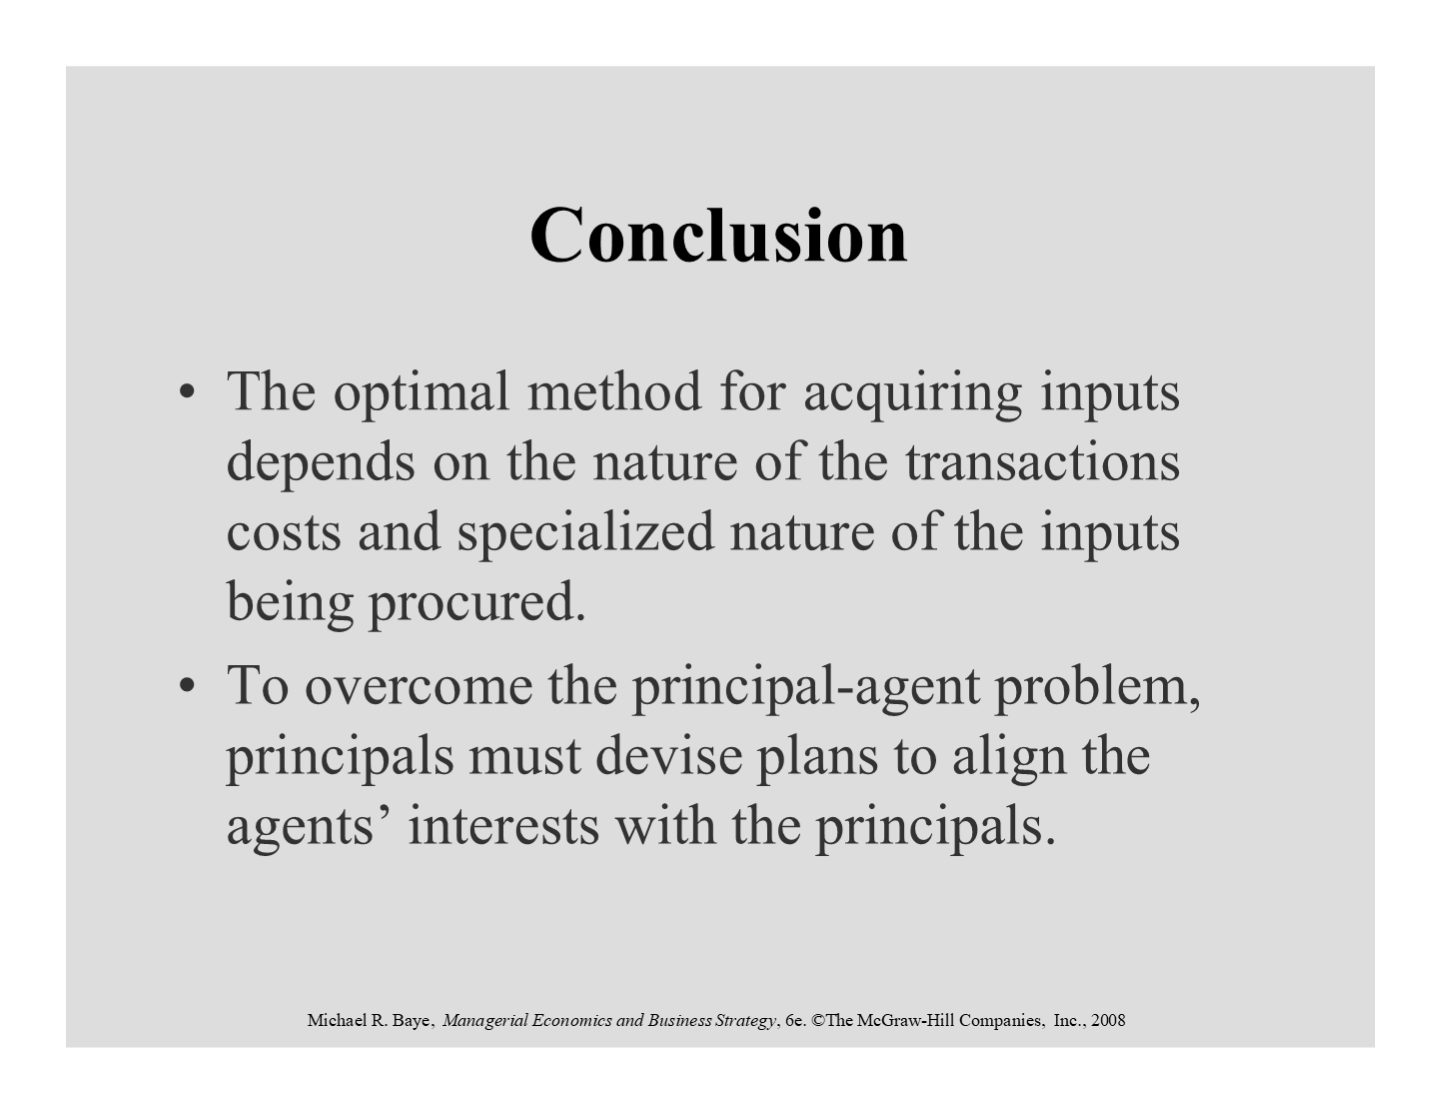 Conclusion
• The optimal method for acquiring inputs
depends on the nature of the transactions
costs and specialized nature of the inputs
being procured.
• To overcome the principal-agent problem,
principals must devise plans to align the
agents’ interests with the principals.
Michael R. Baye, Managerial Economics and Business Strategy, 6e. ©The McGraw-Hill Companies, Inc., 2008